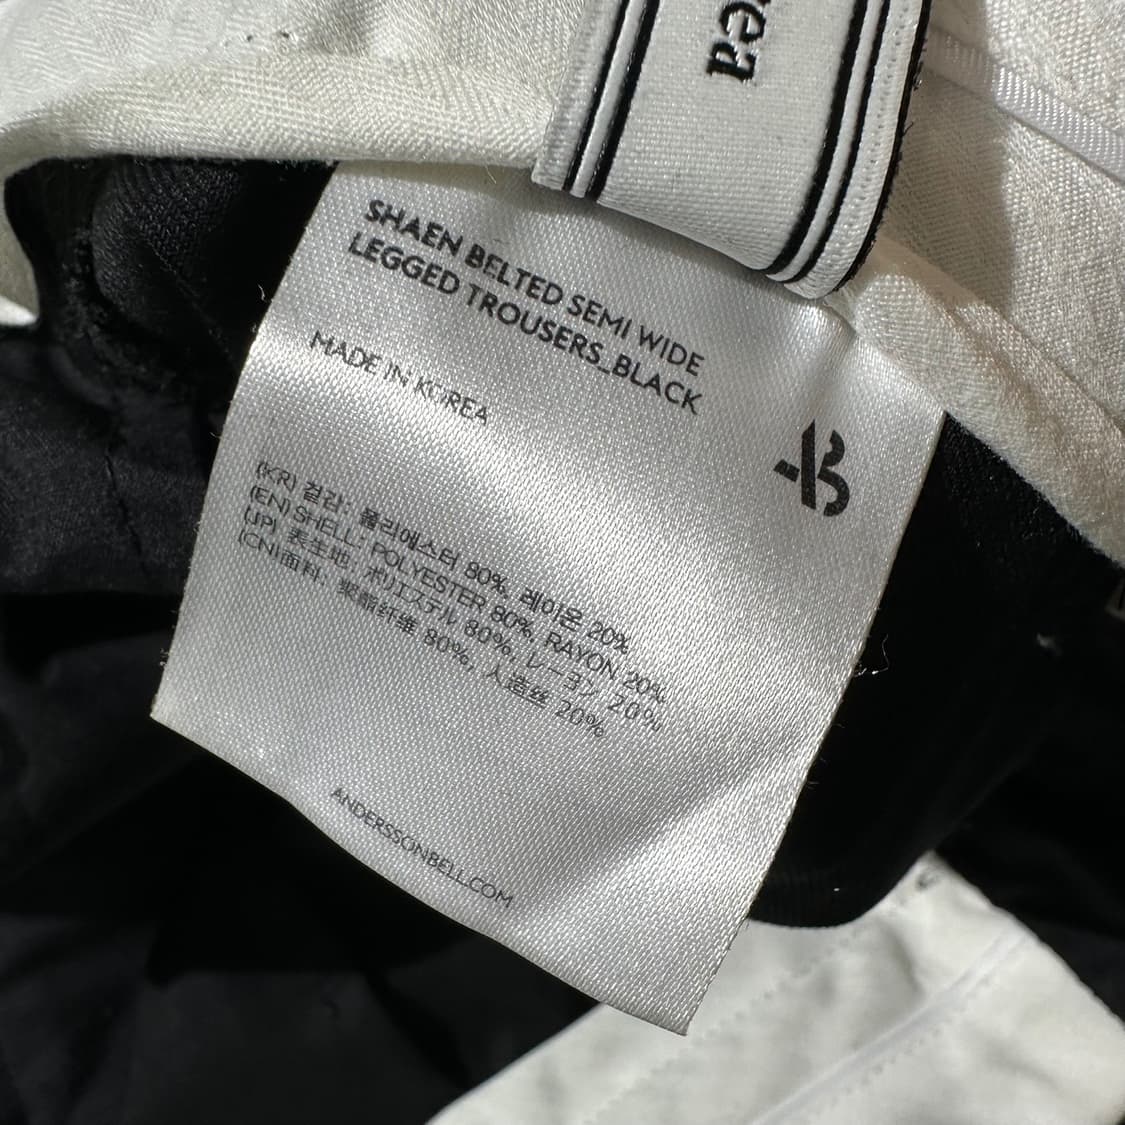 SHAEN BELTED SEMI WIDE
LEGGED TROUSERS_BLACK
MADE IN KOREA
(KR) 겉감: 폴리에스터 80%, 레이온 20%
(EN) SHELL: POLYESTER 80%, RAYON 20%
(JP), 表生地: ポリエステル 80%, レーヨン 20%
(CN)面料: 聚酯纤维 80%, 人造丝 20%
ANDERSSONBELL.COM